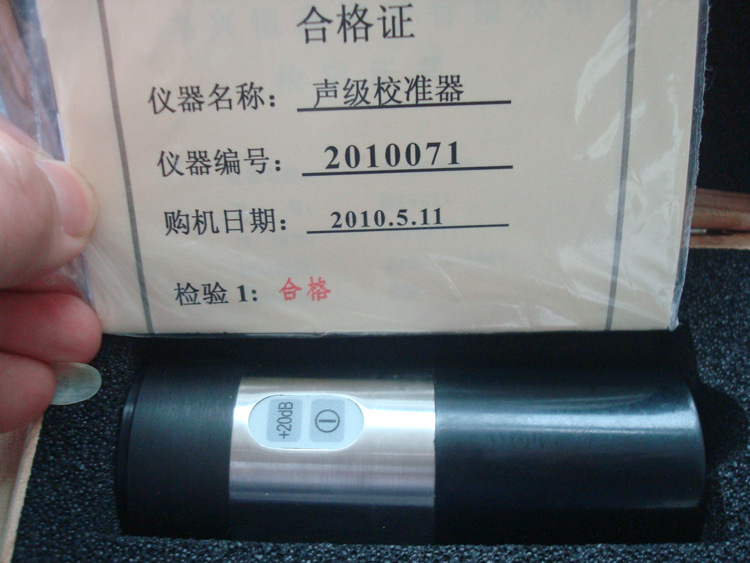 合格证
仪器名称：声级校准器
仪器编号：2010071
购机日期：2010.5.11
检验1：合格
+20dB